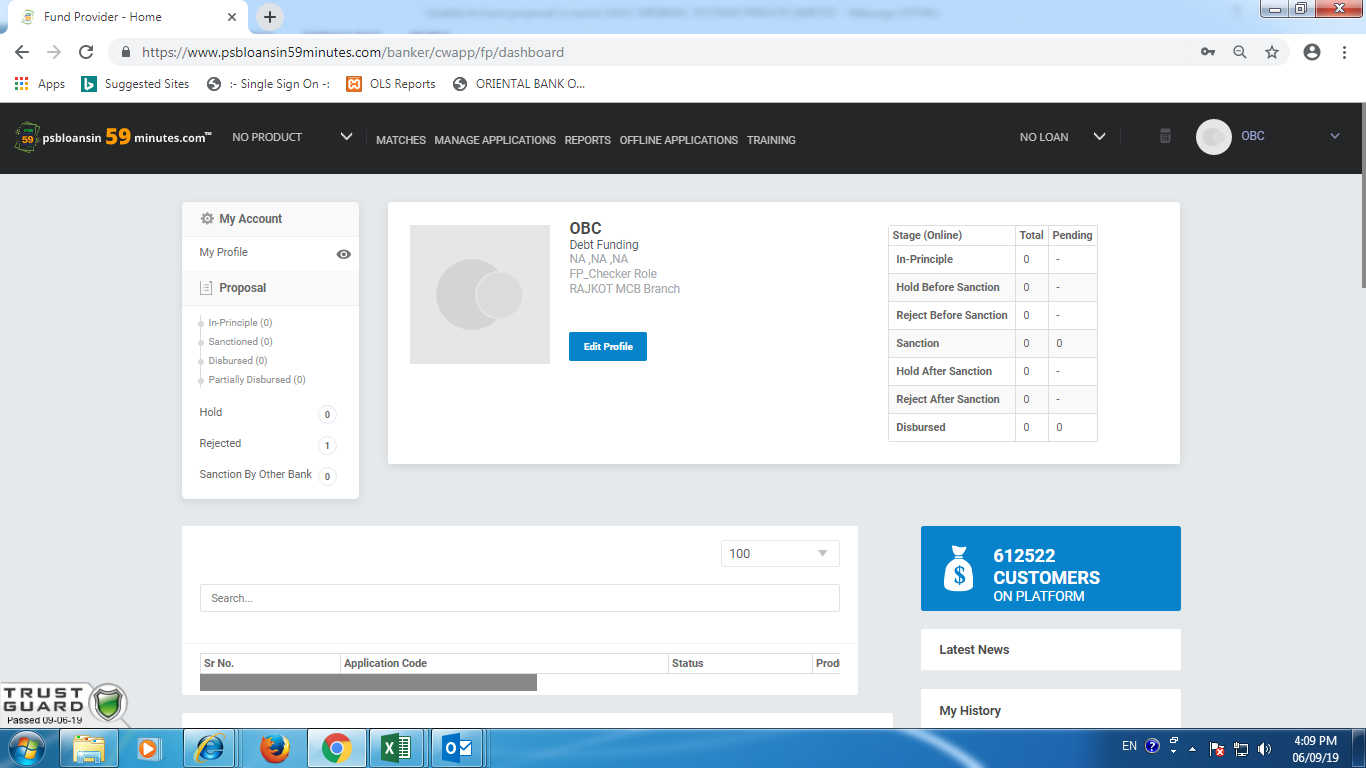 Fund Provider - Home
https://www.psbloansin59minutes.com/banker/cwapp/fp/dashboard
Apps Suggested Sites :- Single Sign On -: OLS Reports ORIENTAL BANK O...
psbloansin 59 minutes.com™ NO PRODUCT MATCHES MANAGE APPLICATIONS REPORTS OFFLINE APPLICATIONS TRAINING NO LOAN OBC
My Account
My Profile
Proposal
In-Principle (0)
Sanctioned (0)
Disbursed (0)
Partially Disbursed (0)
Hold 0
Rejected 1
Sanction By Other Bank 0
OBC
Debt Funding
NA ,NA ,NA
FP_Checker Role
RAJKOT MCB Branch
Edit Profile
Stage (Online) Total Pending
In-Principle 0 -
Hold Before Sanction 0 -
Reject Before Sanction 0 -
Sanction 0 0
Hold After Sanction 0 -
Reject After Sanction 0 -
Disbursed 0 0
100
Search...
Sr No. Application Code Status Prod
612522
CUSTOMERS
ON PLATFORM
Latest News
My History
TRUST
GUARD
Passed 09-06-19
EN
4:09 PM
06/09/19